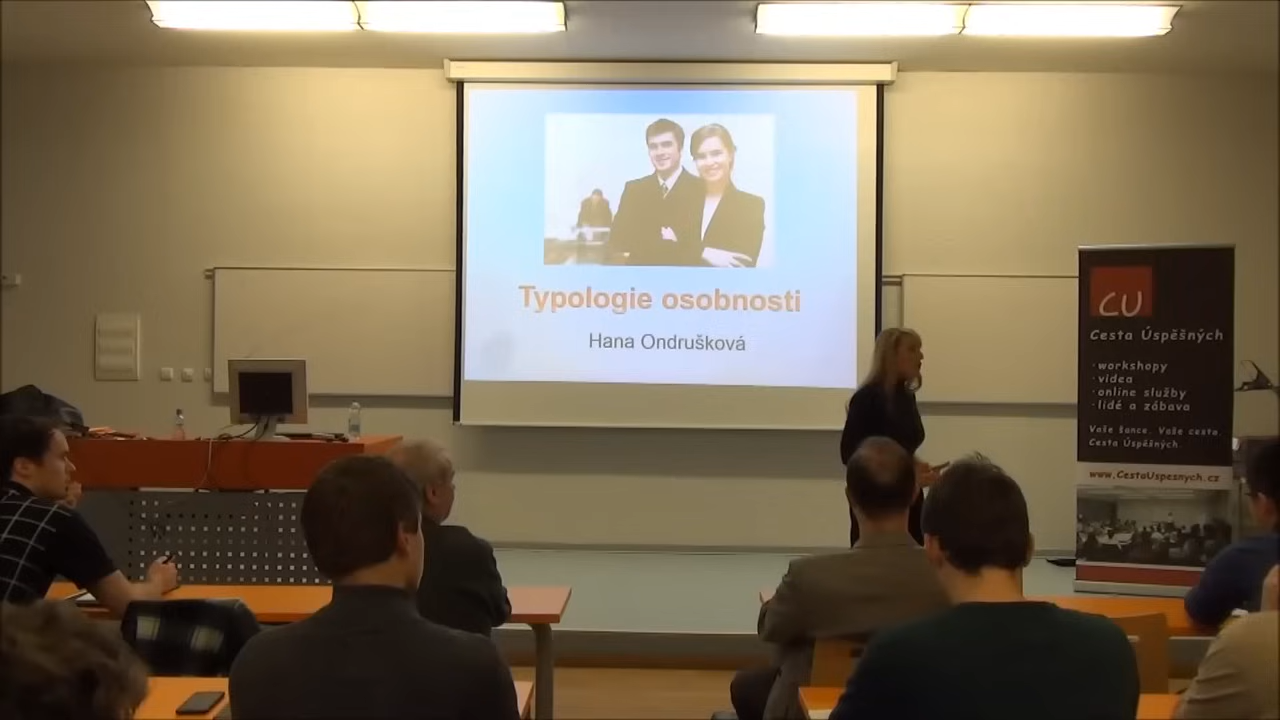 Typologie osobnosti
Hana Ondrušková
CU
Cesta Úspěšných
·workshopy
·videa
·online služby
·lidé a zábava
Vaše šance. Vaše cesta.
Cesta Úspěšných
www.CestaUspesnych.cz